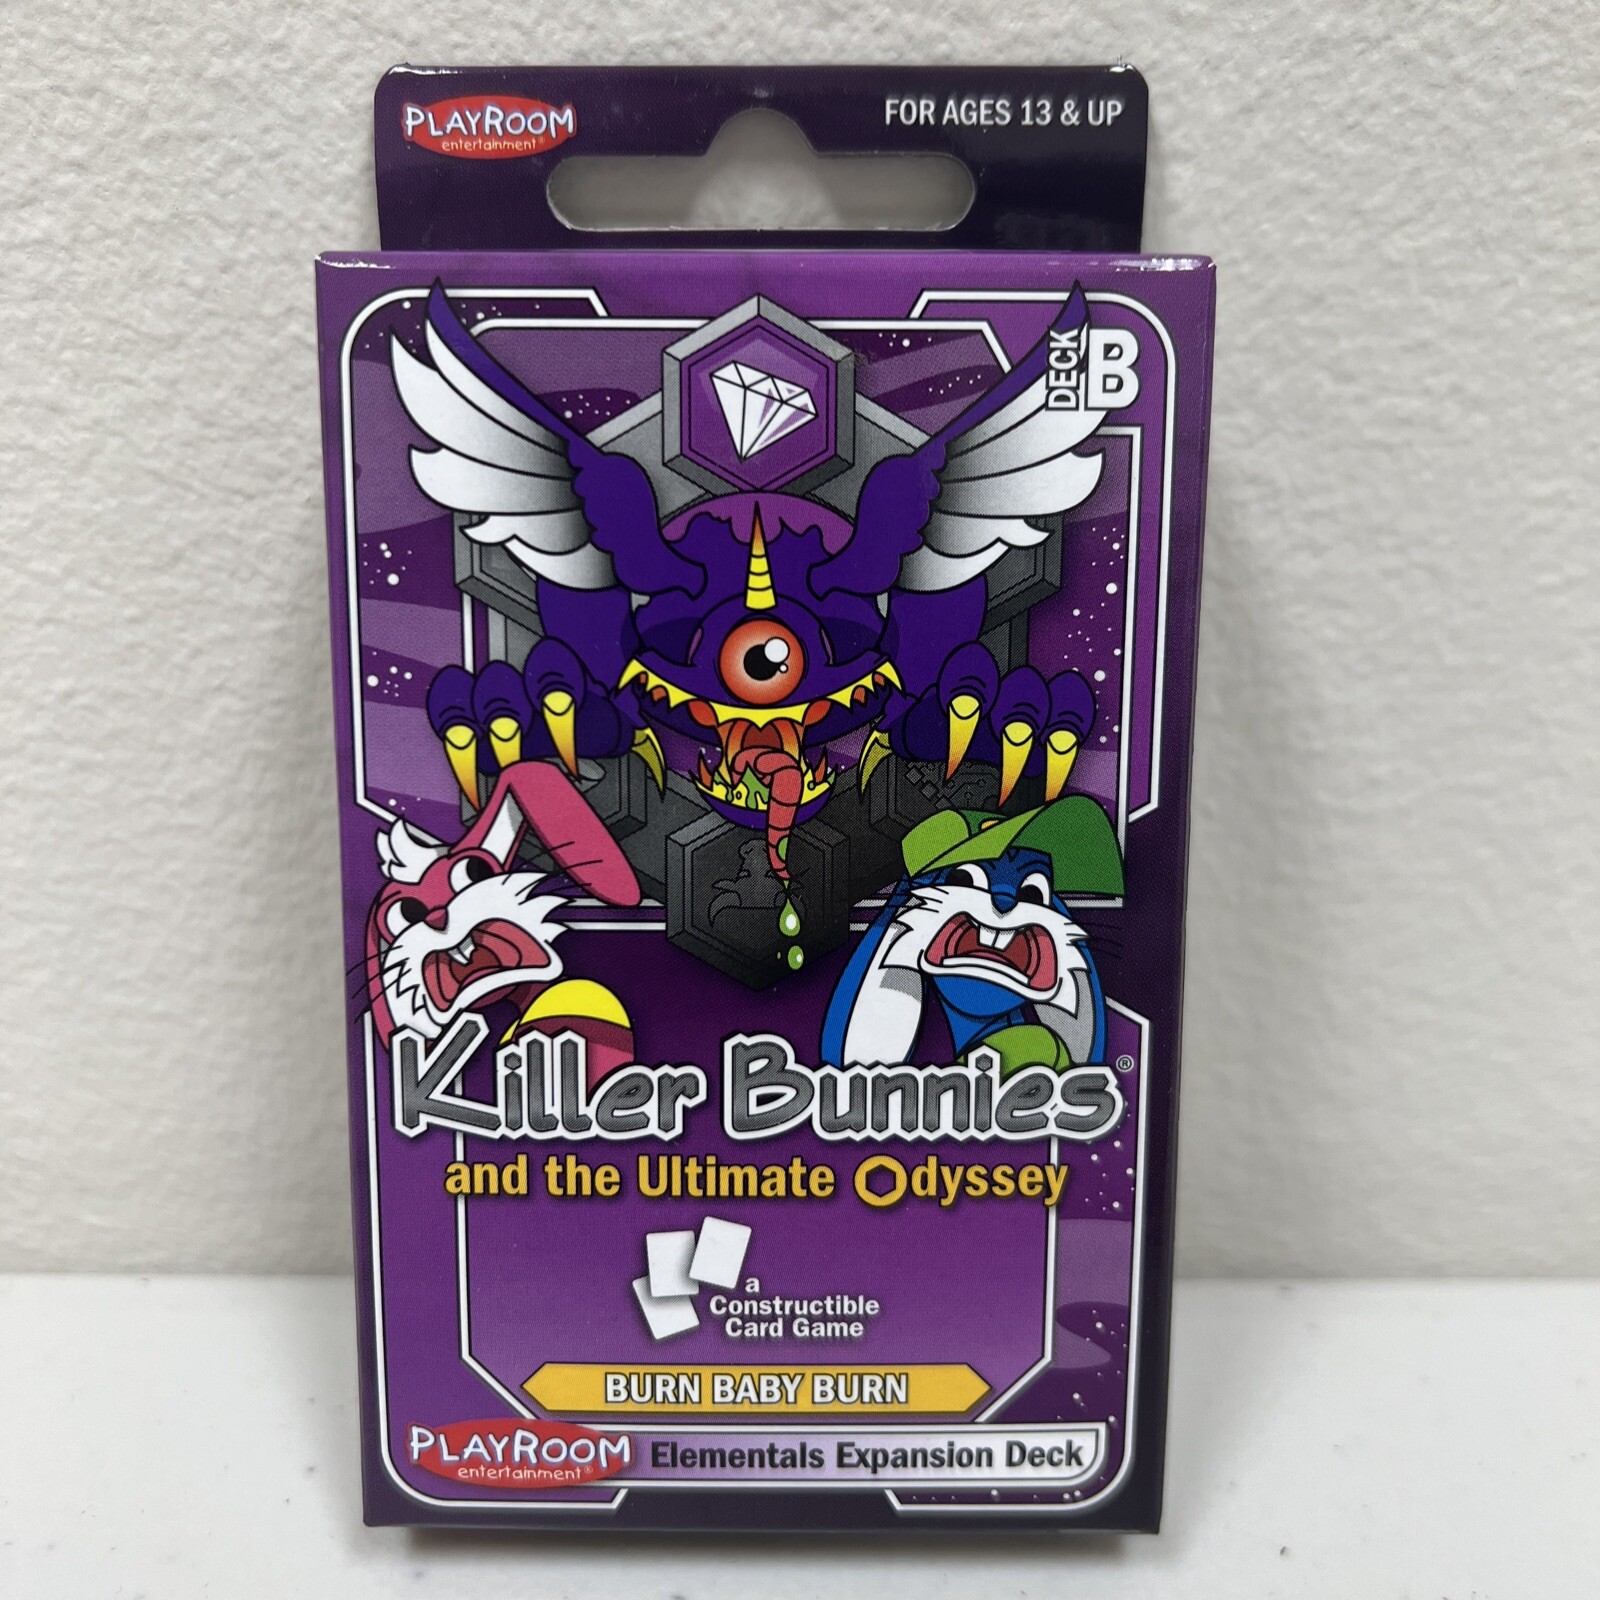 PLAYROOM
entertainment®
FOR AGES 13 & UP
DECK B
Killer Bunnies®
and the Ultimate Odyssey
a
Constructible
Card Game
BURN BABY BURN
PLAYROOM
entertainment®
Elementals Expansion Deck